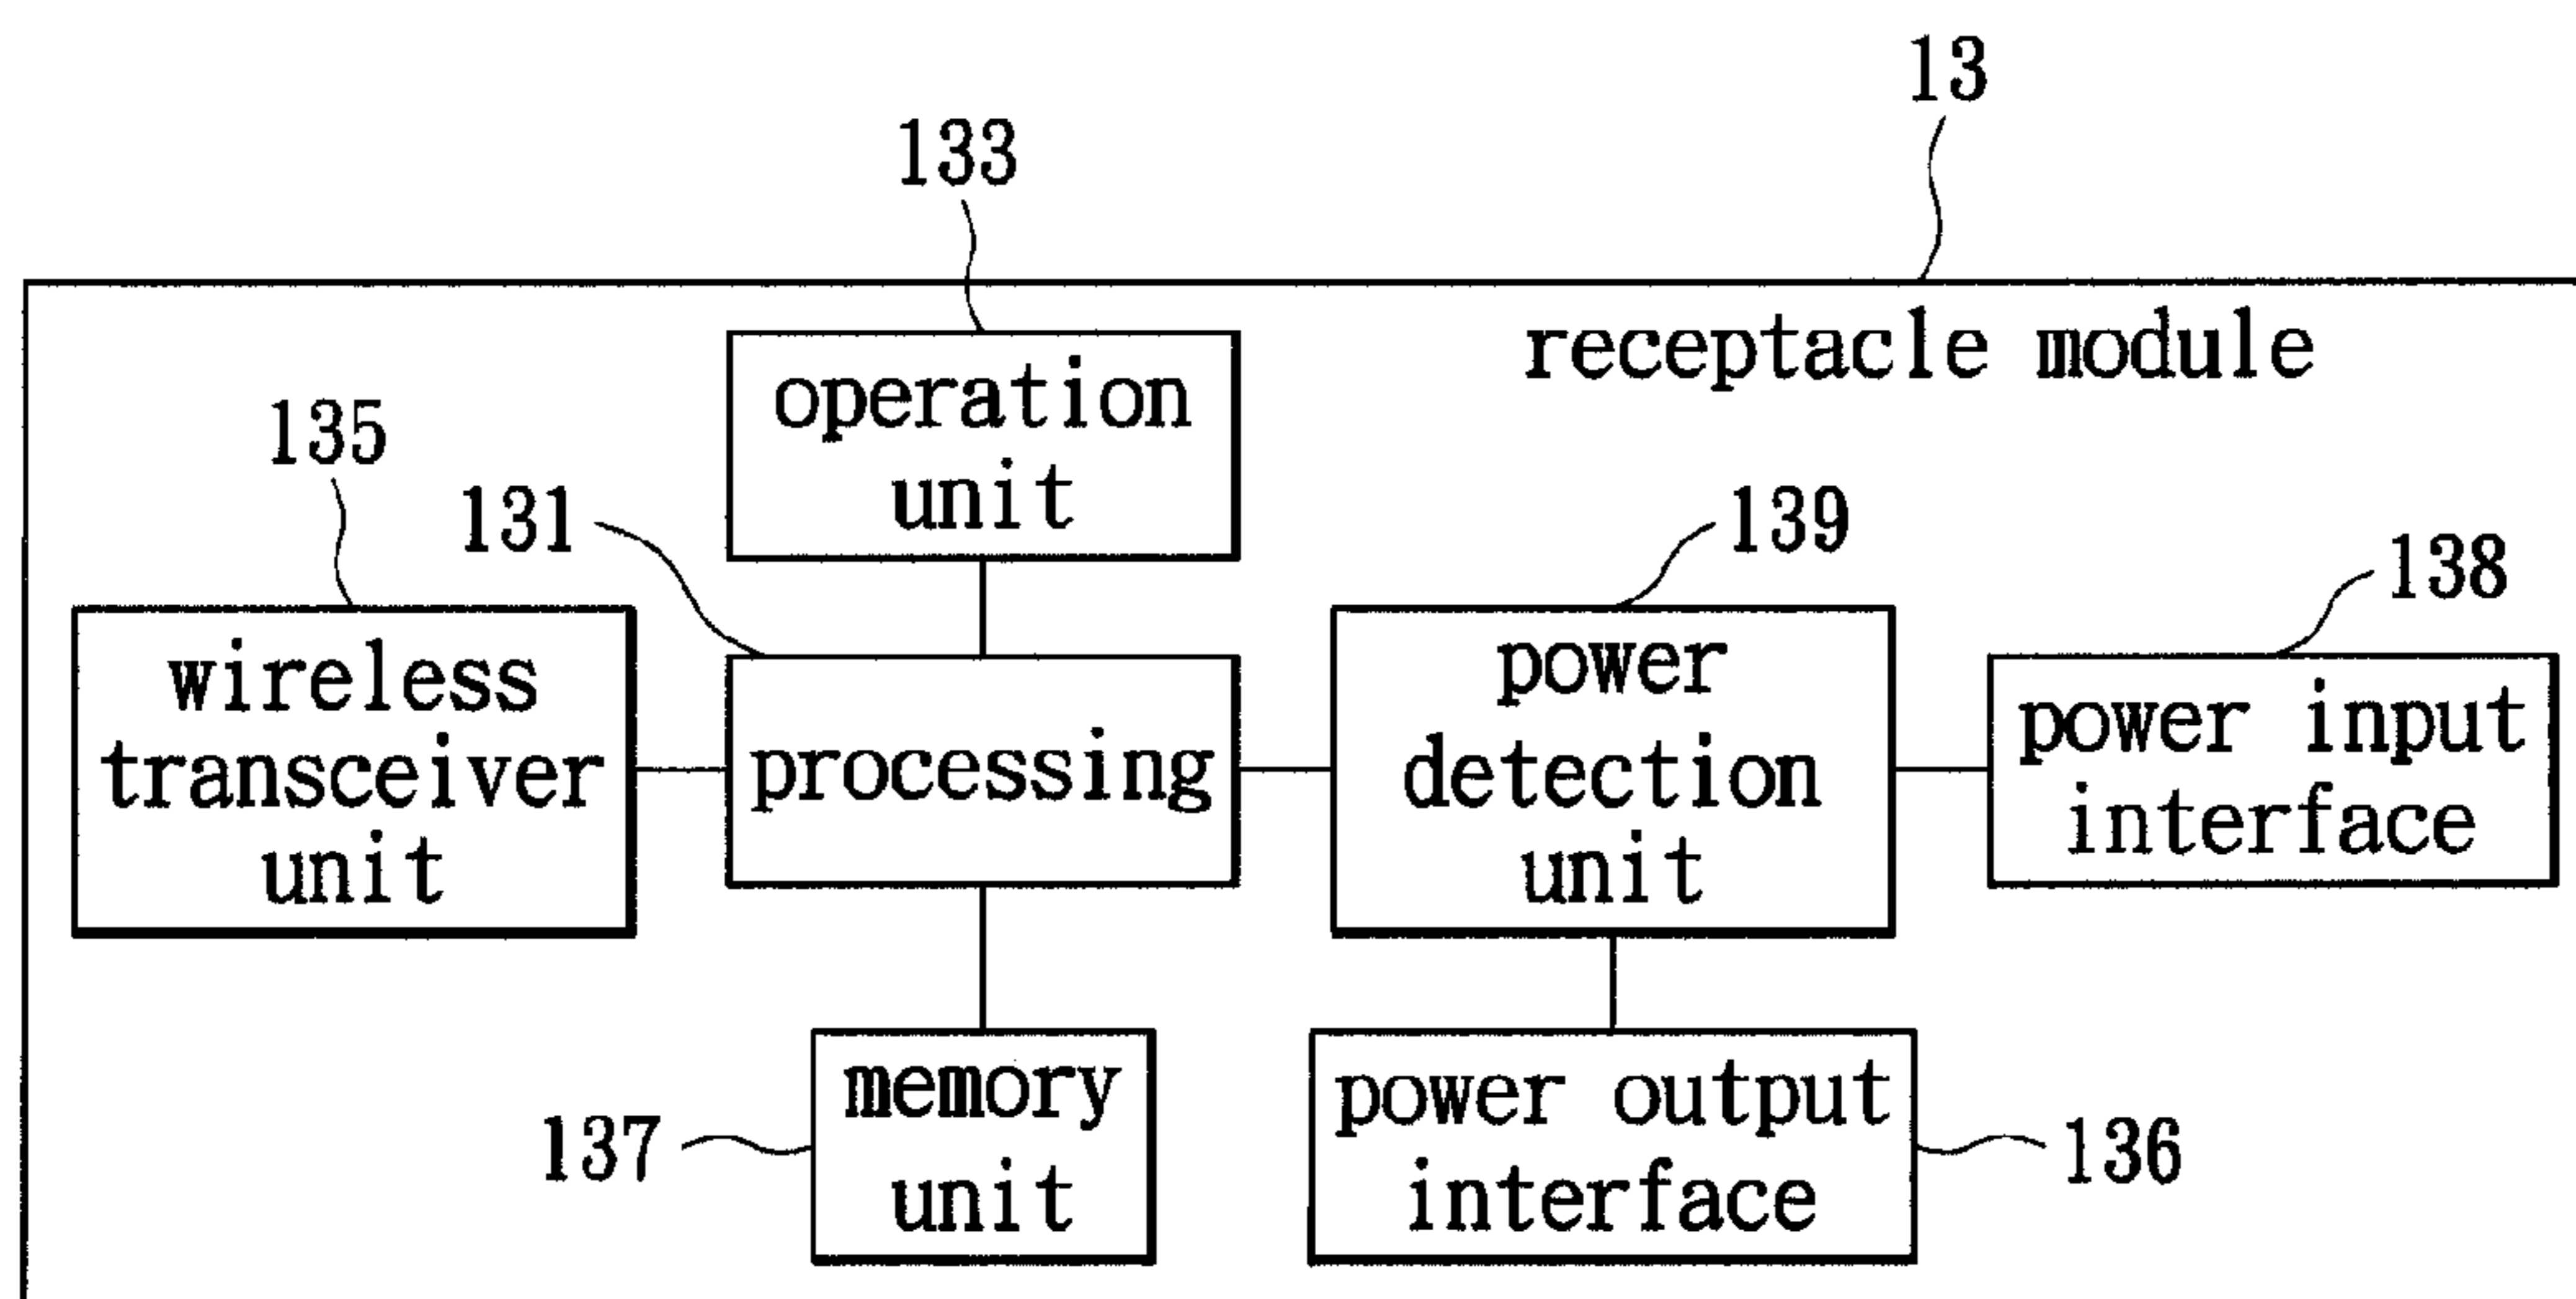 13
133
receptacle module
operation
unit
135
131
139
138
wireless
transceiver
unit
processing
power
detection
unit
power input
interface
memory
unit
137
power output
interface
136